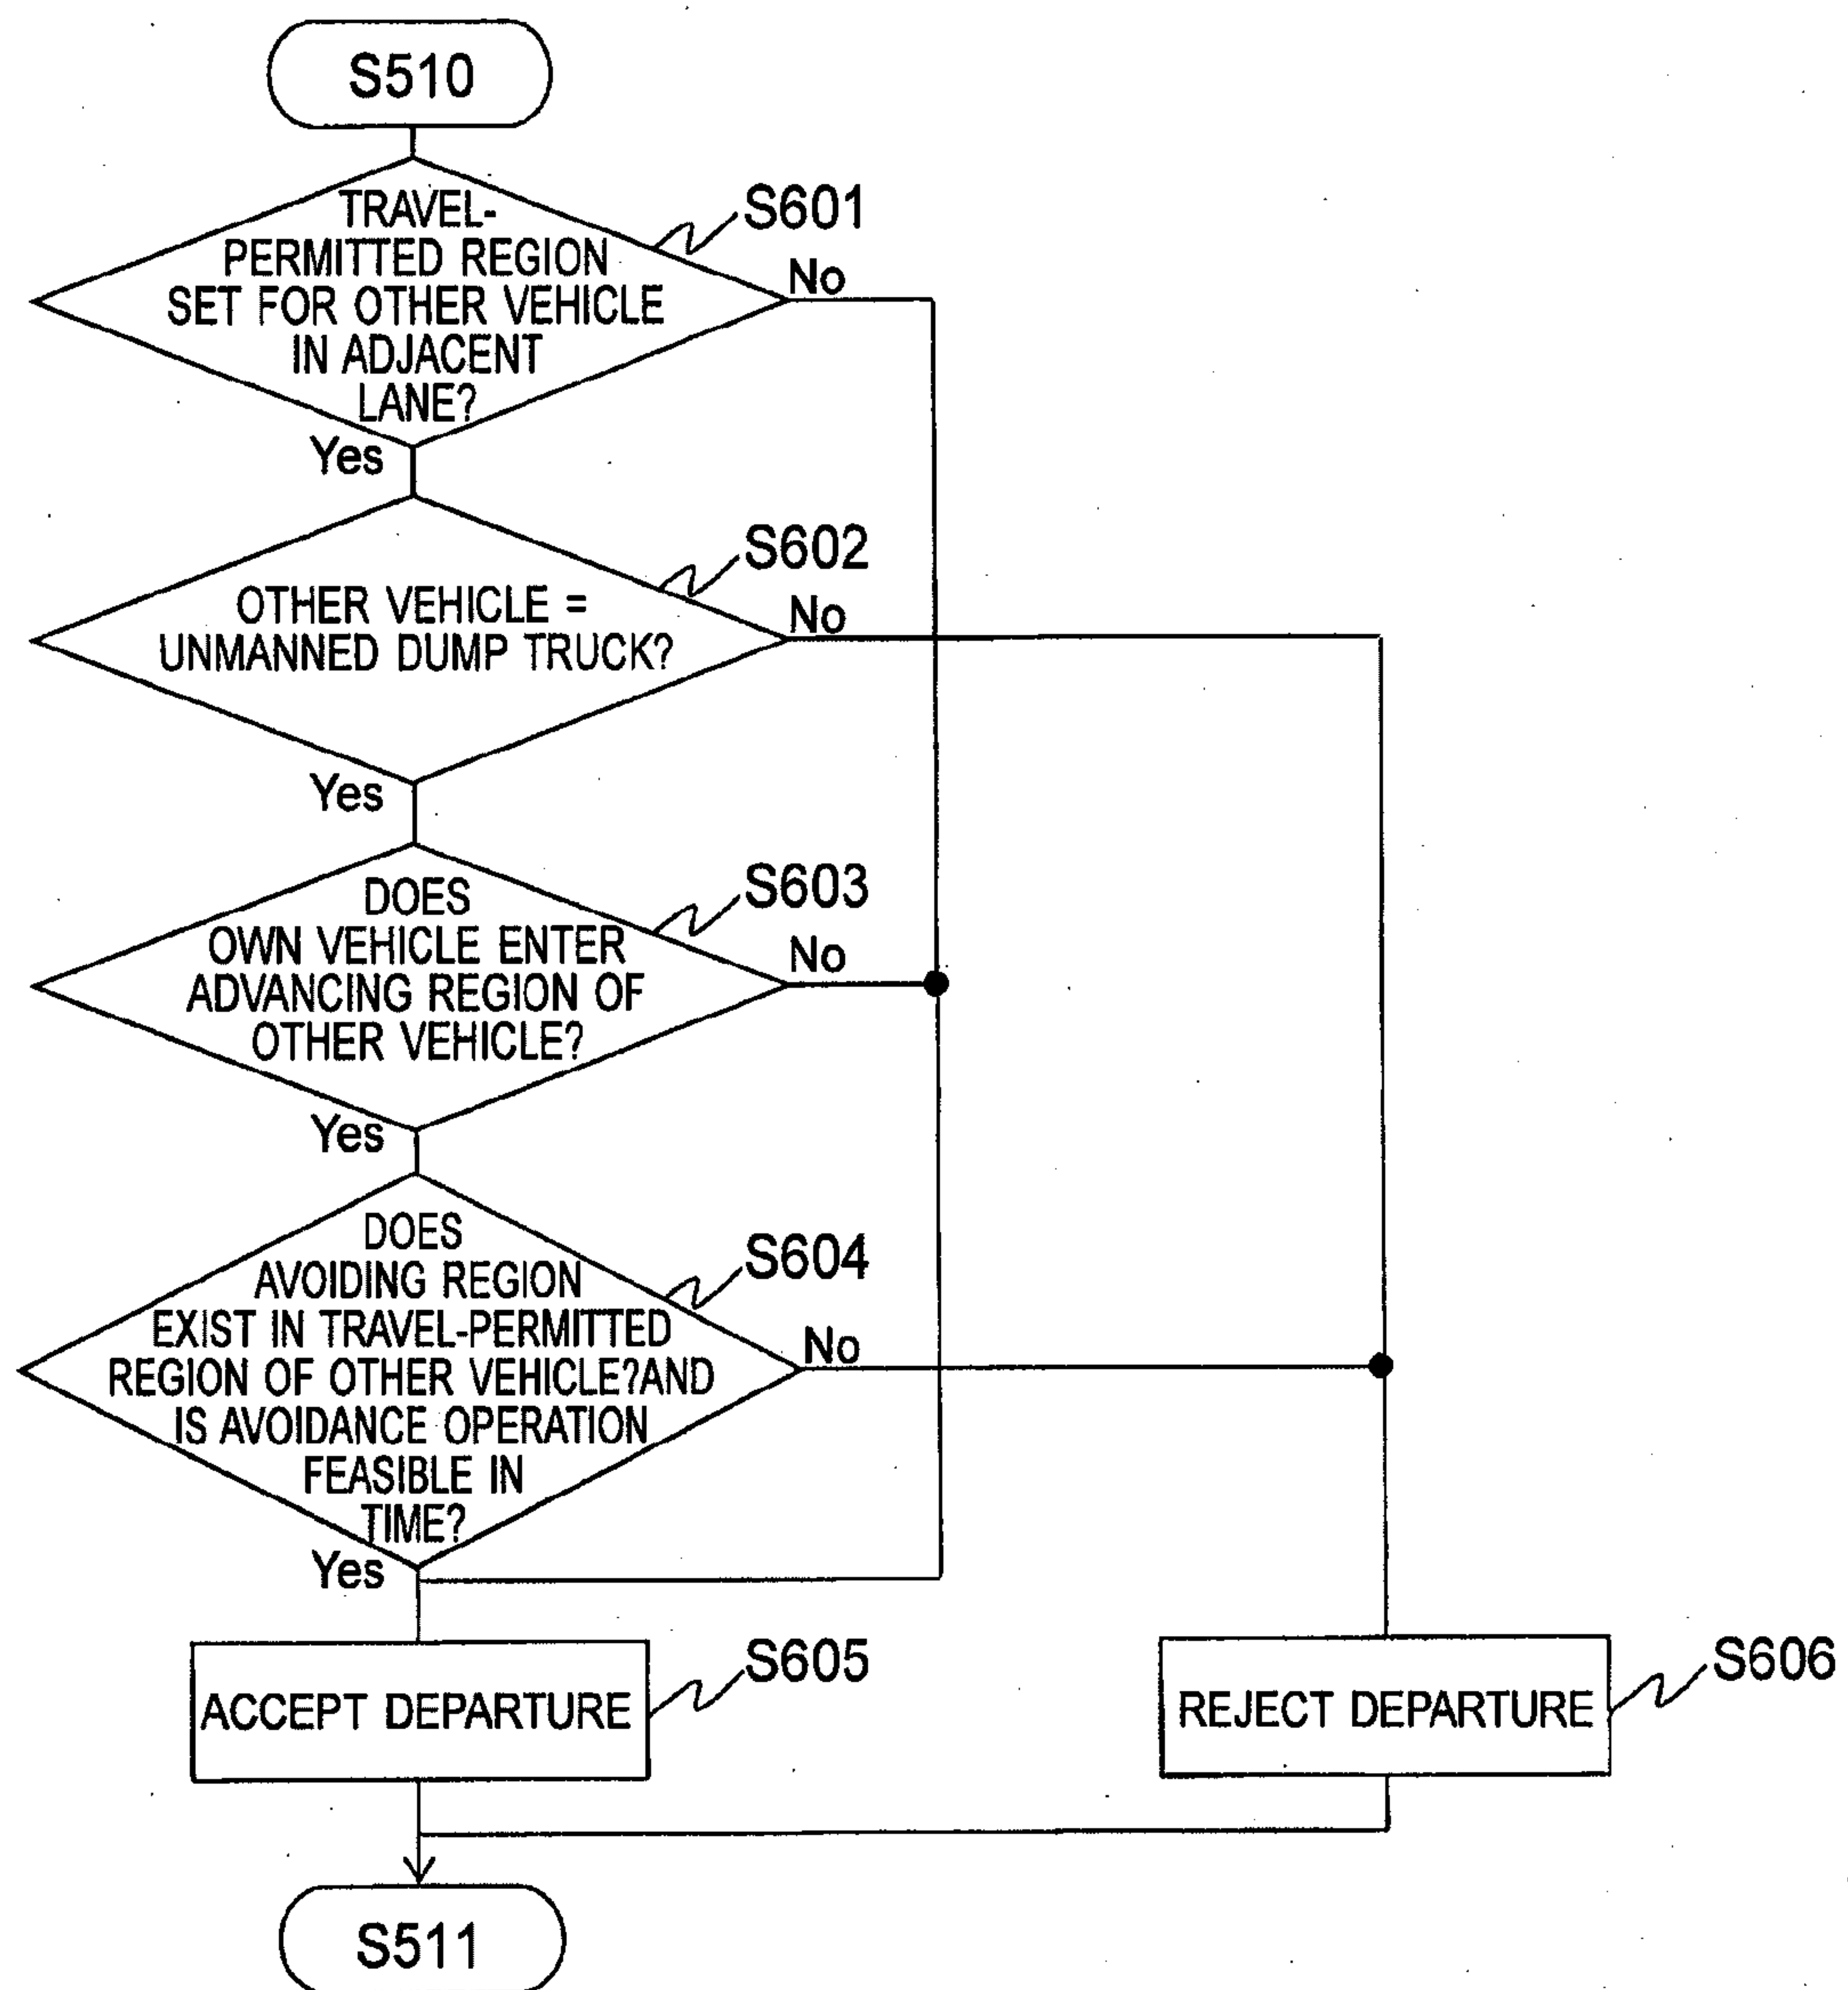 S510
TRAVEL-
PERMITTED REGION
SET FOR OTHER VEHICLE
IN ADJACENT
LANE?
S601
No
Yes
OTHER VEHICLE =
UNMANNED DUMP TRUCK?
S602
No
Yes
DOES
OWN VEHICLE ENTER
ADVANCING REGION OF
OTHER VEHICLE?
S603
No
Yes
DOES
AVOIDING REGION
EXIST IN TRAVEL-PERMITTED
REGION OF OTHER VEHICLE?AND
IS AVOIDANCE OPERATION
FEASIBLE IN
TIME?
S604
No
Yes
ACCEPT DEPARTURE
S605
REJECT DEPARTURE
S606
S511